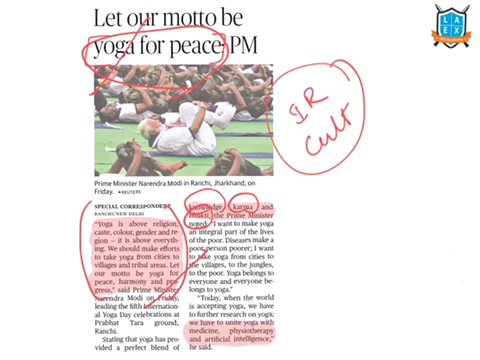 Let our motto be
yoga for peace: PM
LAEX
IR
cult
Prime Minister Narendra Modi in Ranchi, Jharkhand, on
Friday. • REUTERS
SPECIAL CORRESPONDENT
RANCHI/NEW DELHI
“Yoga is above religion,
caste, colour, gender and re
gion – it is above everyth-
ing. We should make efforts
to take yoga from cities to
villages and tribal areas. Let
our motto be yoga for
peace, harmony and pro
gress,” said Prime Minister
Narendra Modi on Friday,
leading the fifth Internation-
al Yoga Day celebrations at
Prabhat Tara ground,
Ranchi.
Stating that yoga has pro-
vided a perfect blend of
knowledge, karma and
bhakti, the Prime Minister
noted: “I want to make yoga
an integral part of the lives
of the poor. Diseases make a
poor person poorer; I want to
take yoga from cities to
the villages, to the jungles,
to the poor. Yoga belongs to
everyone and everyone be-
longs to yoga.”
“Today, when the world
is accepting yoga, we have to
further research on yoga;
we have to unite yoga with
medicine, physiotherapy
and artificial intelligence,”
he said.